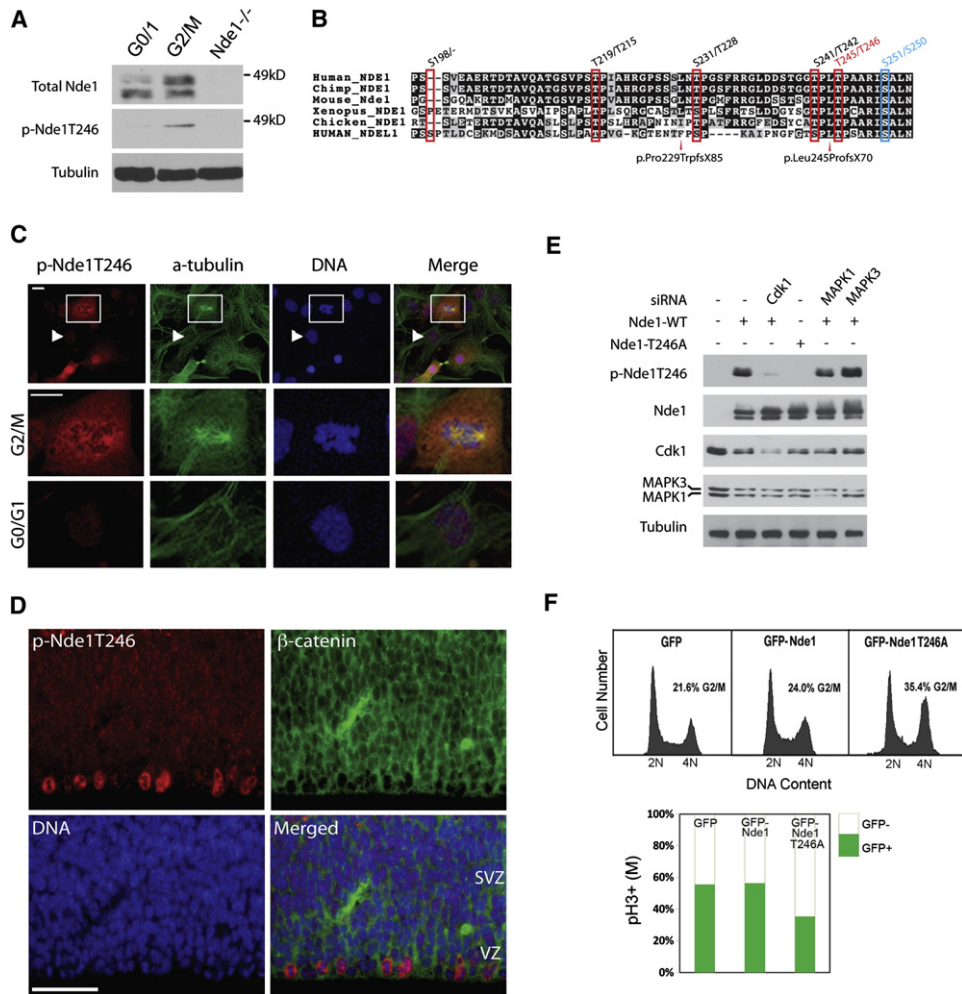 A
G0/1
G2/M
Nde1-/-
Total Nde1
49kD
p-Nde1T246
49kD
Tubulin
B
S198/-
T219/T215
S231/T228
S241/T242
T245/T246
S251/S250
Human_NDE1
Chimp_NDE1
Mouse_Nde1
Xenopus_NDE1
Chicken_NDE1
HUMAN_NDEL1
p.Pro229TrpfsX85
p.Leu245ProfsX70
C
p-Nde1T246
a-tubulin
DNA
Merge
G2/M
G0/G1
D
p-Nde1T246
β-catenin
DNA
Merged
SVZ
VZ
E
siRNA - - Cdk1 - MAPK1 MAPK3
Nde1-WT - + + - + +
Nde1-T246A - - - + - -
p-Nde1T246
Nde1
Cdk1
MAPK3
MAPK1
Tubulin
F
Cell Number
GFP
21.6% G2/M
GFP-Nde1
24.0% G2/M
GFP-Nde1T246A
35.4% G2/M
2N 4N 2N 4N 2N 4N
DNA Content
pH3+ (M)
100%
80%
60%
40%
20%
0%
GFP
GFP-
Nde1
GFP-
Nde1
T246A
GFP-
GFP+